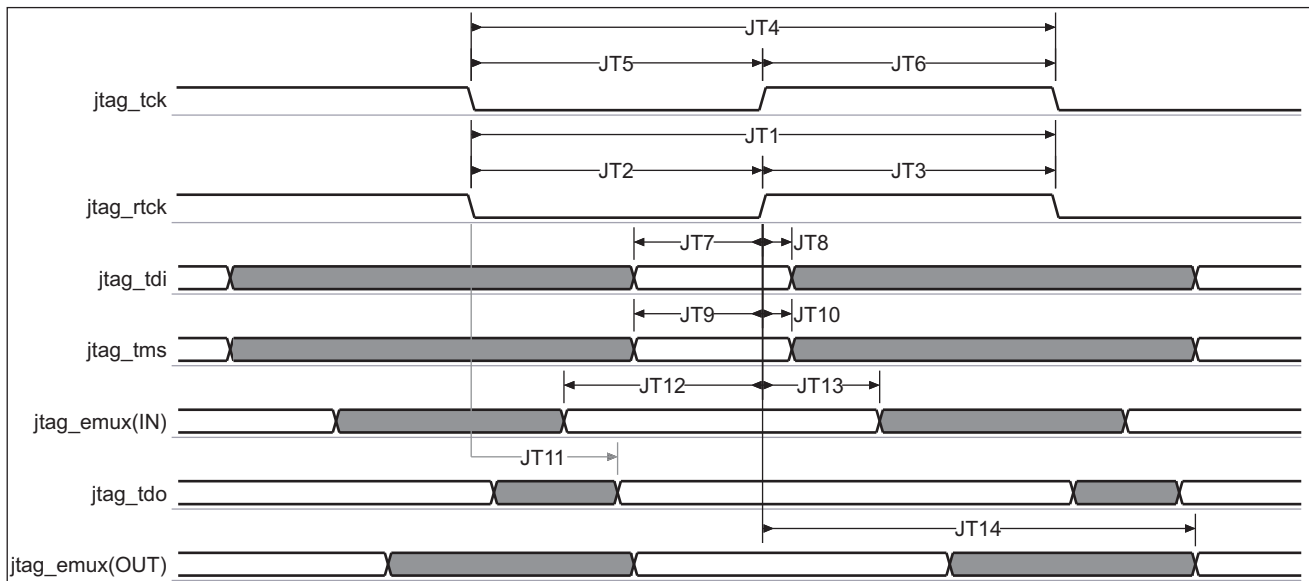 JT4
JT5 JT6
jtag_tck
JT1
JT2 JT3
jtag_rtck
JT7 JT8
jtag_tdi
JT9 JT10
jtag_tms
JT12 JT13
jtag_emux(IN)
JT11
jtag_tdo
JT14
jtag_emux(OUT)